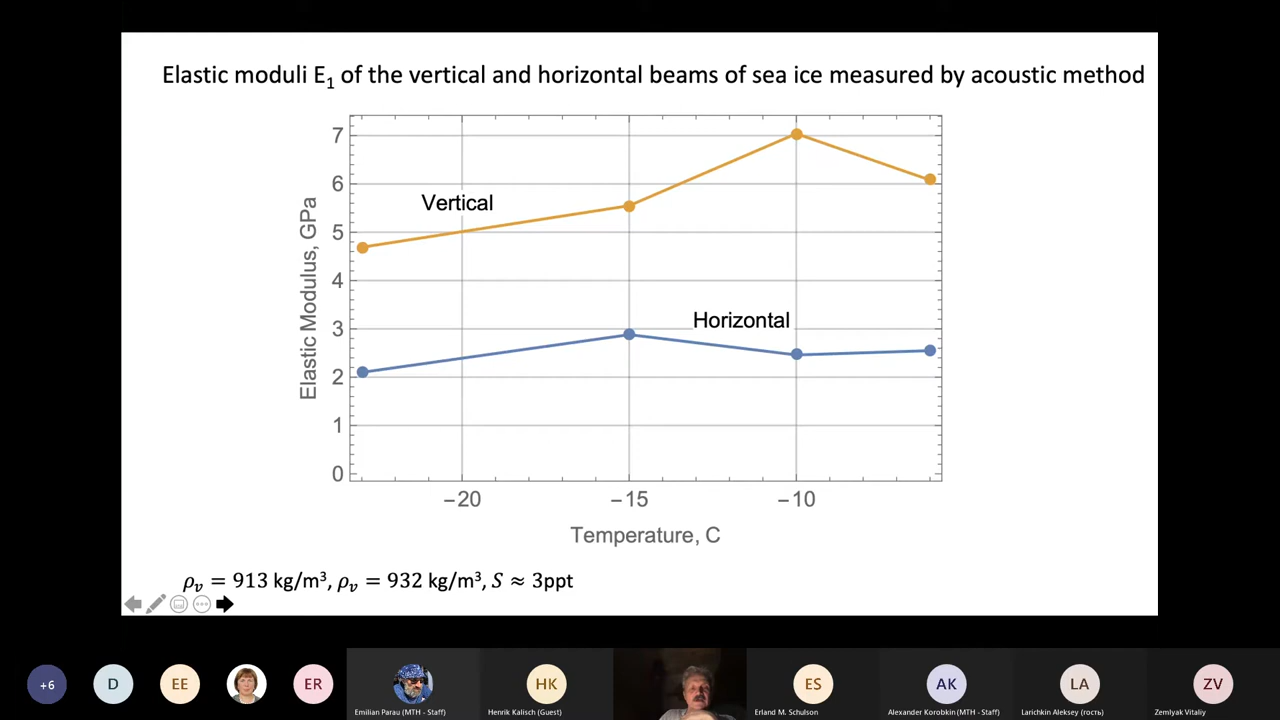 Elastic moduli E₁ of the vertical and horizontal beams of sea ice measured by acoustic method
7
6
5
4
3
2
1
0
Elastic Modulus, GPa
Vertical
Horizontal
−20
−15
−10
Temperature, C
ρᵥ = 913 kg/m³, ρᵥ = 932 kg/m³, S ≈ 3ppt
+6
D
EE
ER
Emilian Parau (MTH - Staff)
HK
Henrik Kalisch (Guest)
ES
Erland M. Schulson
AK
Alexander Korobkin (MTH - Staff)
LA
Larichkin Aleksey (гость)
ZV
Zemlyak Vitaliy